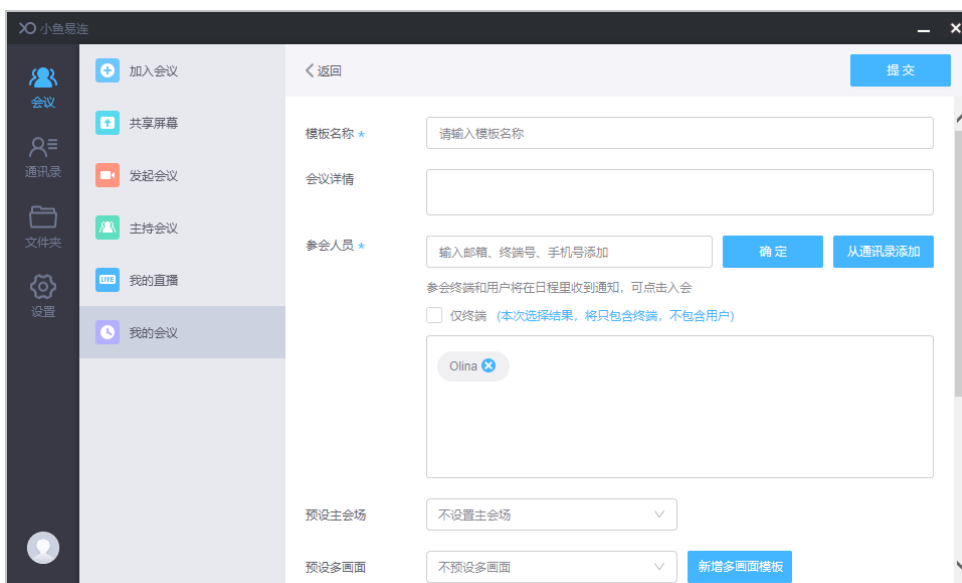 小鱼易连
会议
通讯录
文件夹
设置
加入会议
共享屏幕
发起会议
主持会议
LIVE
我的直播
我的会议
返回
提交
模板名称 *
请输入模板名称
会议详情
参会人员 *
输入邮箱、终端号、手机号添加
确定
从通讯录添加
参会终端和用户将在日程里收到通知，可点击入会
仅终端 (本次选择结果，将只包含终端，不包含用户)
Olina
预设主会场
不设置主会场
预设多画面
不预设多画面
新增多画面模板